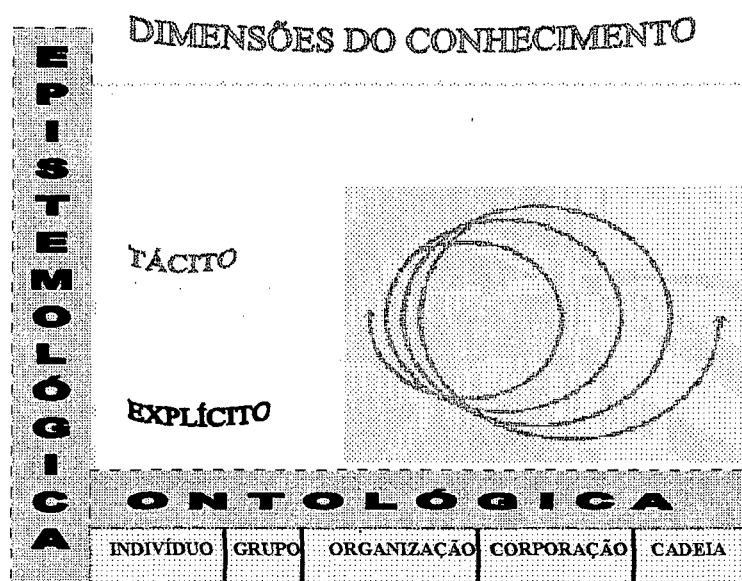 DIMENSÕES DO CONHECIMENTO
EPISTEMOLÓGICA
TÁCITO
EXPLÍCITO
ONTOLÓGICA
INDIVÍDUO GRUPO ORGANIZAÇÃO CORPORAÇÃO CADEIA